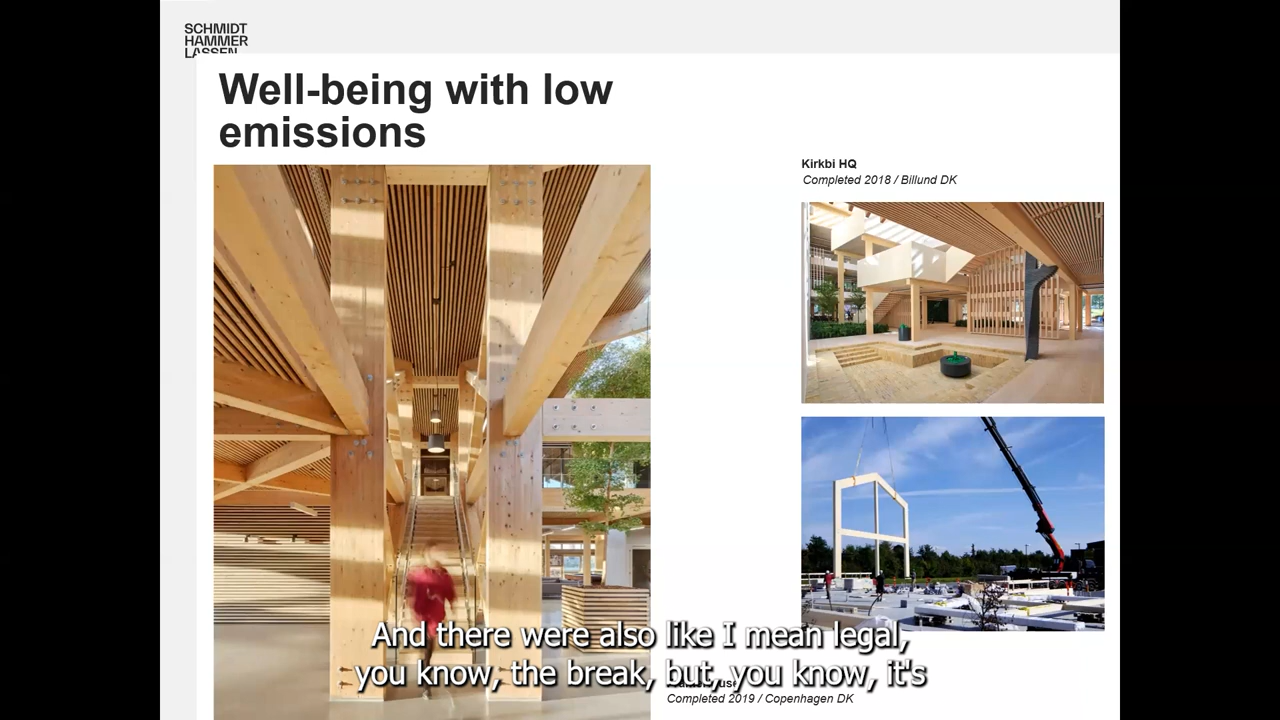 SCHMIDT
HAMMER
LASSEN
Well-being with low
emissions
Kirkbi HQ
Completed 2018 / Billund DK
And there were also like I mean legal,
you know, the break, but, you know, it's
Completed 2019 / Copenhagen DK